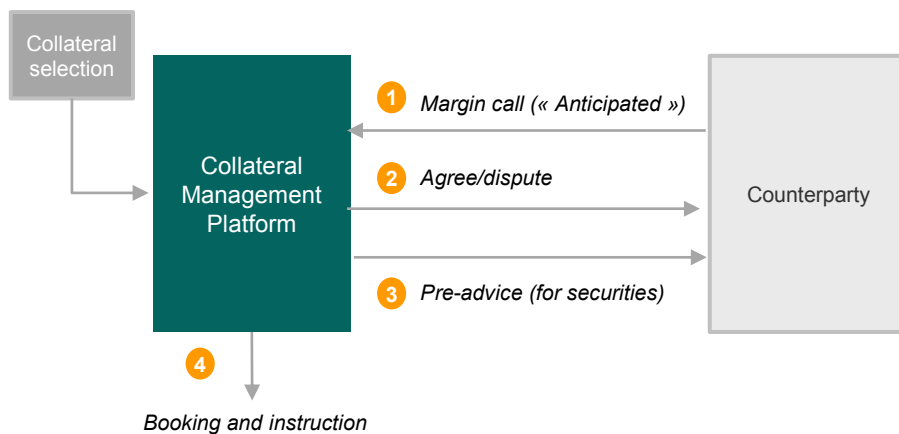 Collateral
selection
1
Margin call (« Anticipated »)
Collateral
Management
Platform
2
Agree/dispute
Counterparty
3
Pre-advice (for securities)
4
Booking and instruction